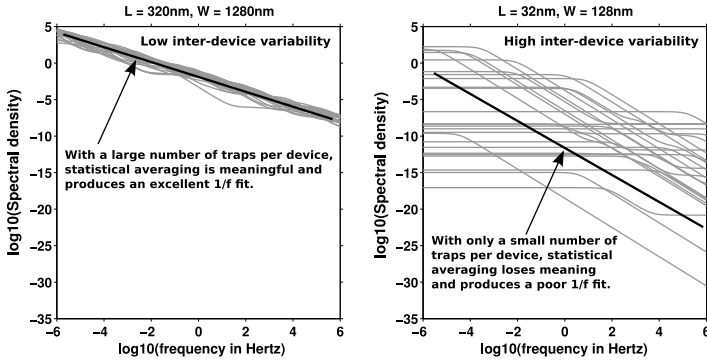 L = 320nm, W = 1280nm
5
0
−5
−10
−15
−20
−25
−30
−35
−6
−4
−2
0
2
4
6
log10(Spectral density)
log10(frequency in Hertz)
Low inter-device variability
With a large number of traps per device,
statistical averaging is meaningful and
produces an excellent 1/f fit.
L = 32nm, W = 128nm
5
0
−5
−10
−15
−20
−25
−30
−35
−6
−4
−2
0
2
4
6
log10(Spectral density)
log10(frequency in Hertz)
High inter-device variability
With only a small number of
traps per device, statistical
averaging loses meaning
and produces a poor 1/f fit.